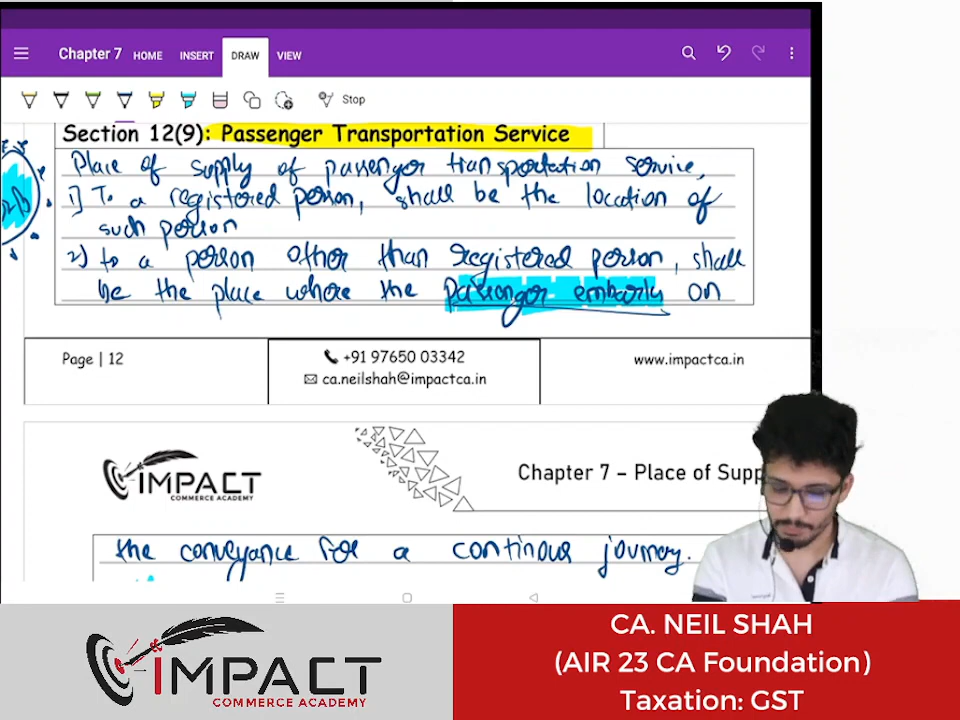 Chapter 7 HOME INSERT DRAW VIEW
Stop
Section 12(9): Passenger Transportation Service
Place of supply of passenger transportation service,
1) To a registered person, shall be the location of
such person
2) to a person other than registered person, shall
be the place where the passenger embark on
Page | 12
+91 97650 03342
ca.neilshah@impactca.in
www.impactca.in
IMPACT
COMMERCE ACADEMY
Chapter 7 – Place of Supp
the conveyance for a continous journey.
IMPACT
COMMERCE ACADEMY
CA. NEIL SHAH
(AIR 23 CA Foundation)
Taxation: GST